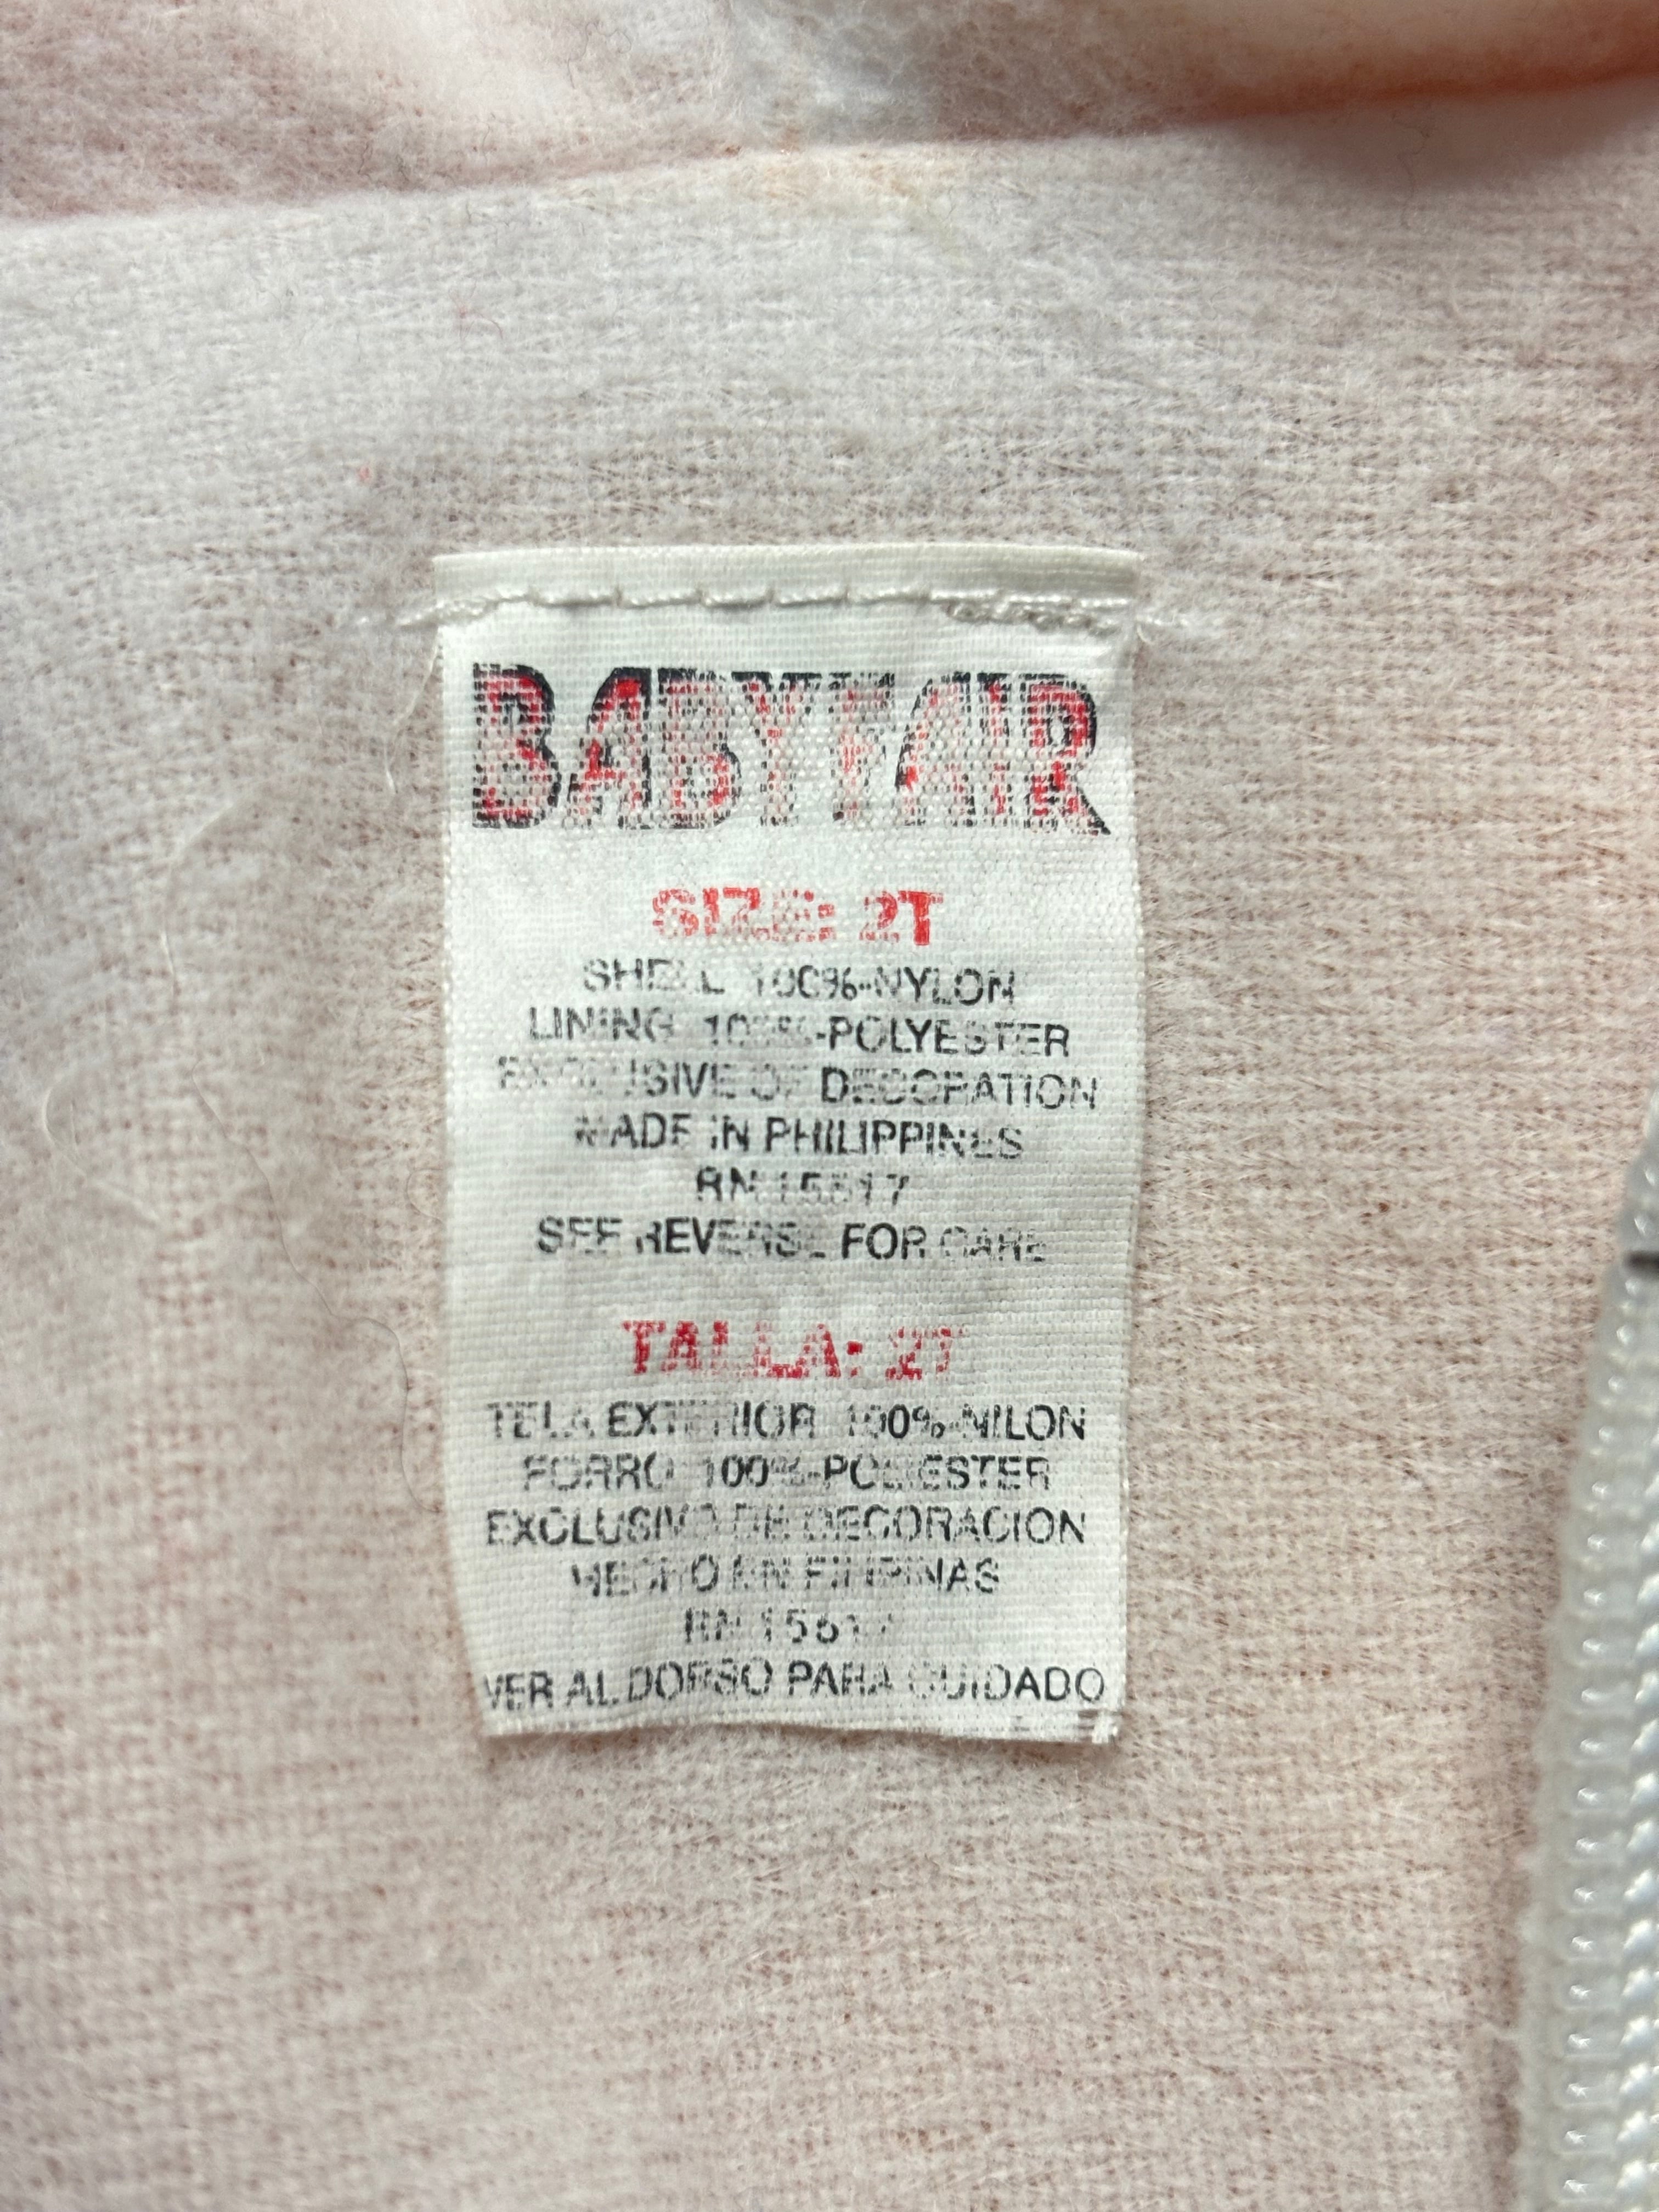 BABYFAIR
SIZE: 2T
SHELL 100%-NYLON
LINING 100%-POLYESTER
EXCLUSIVE OF DECORATION
MADE IN PHILIPPINES
RN 15517
SEE REVERSE FOR CARE
TALLA: 2T
TELA EXTERIOR 100%-NILON
FORRO 100%-POLIESTER
EXCLUSIVO DE DECORACION
HECHO EN FILIPINAS
RN
VER AL DORSO PARA CUIDADO